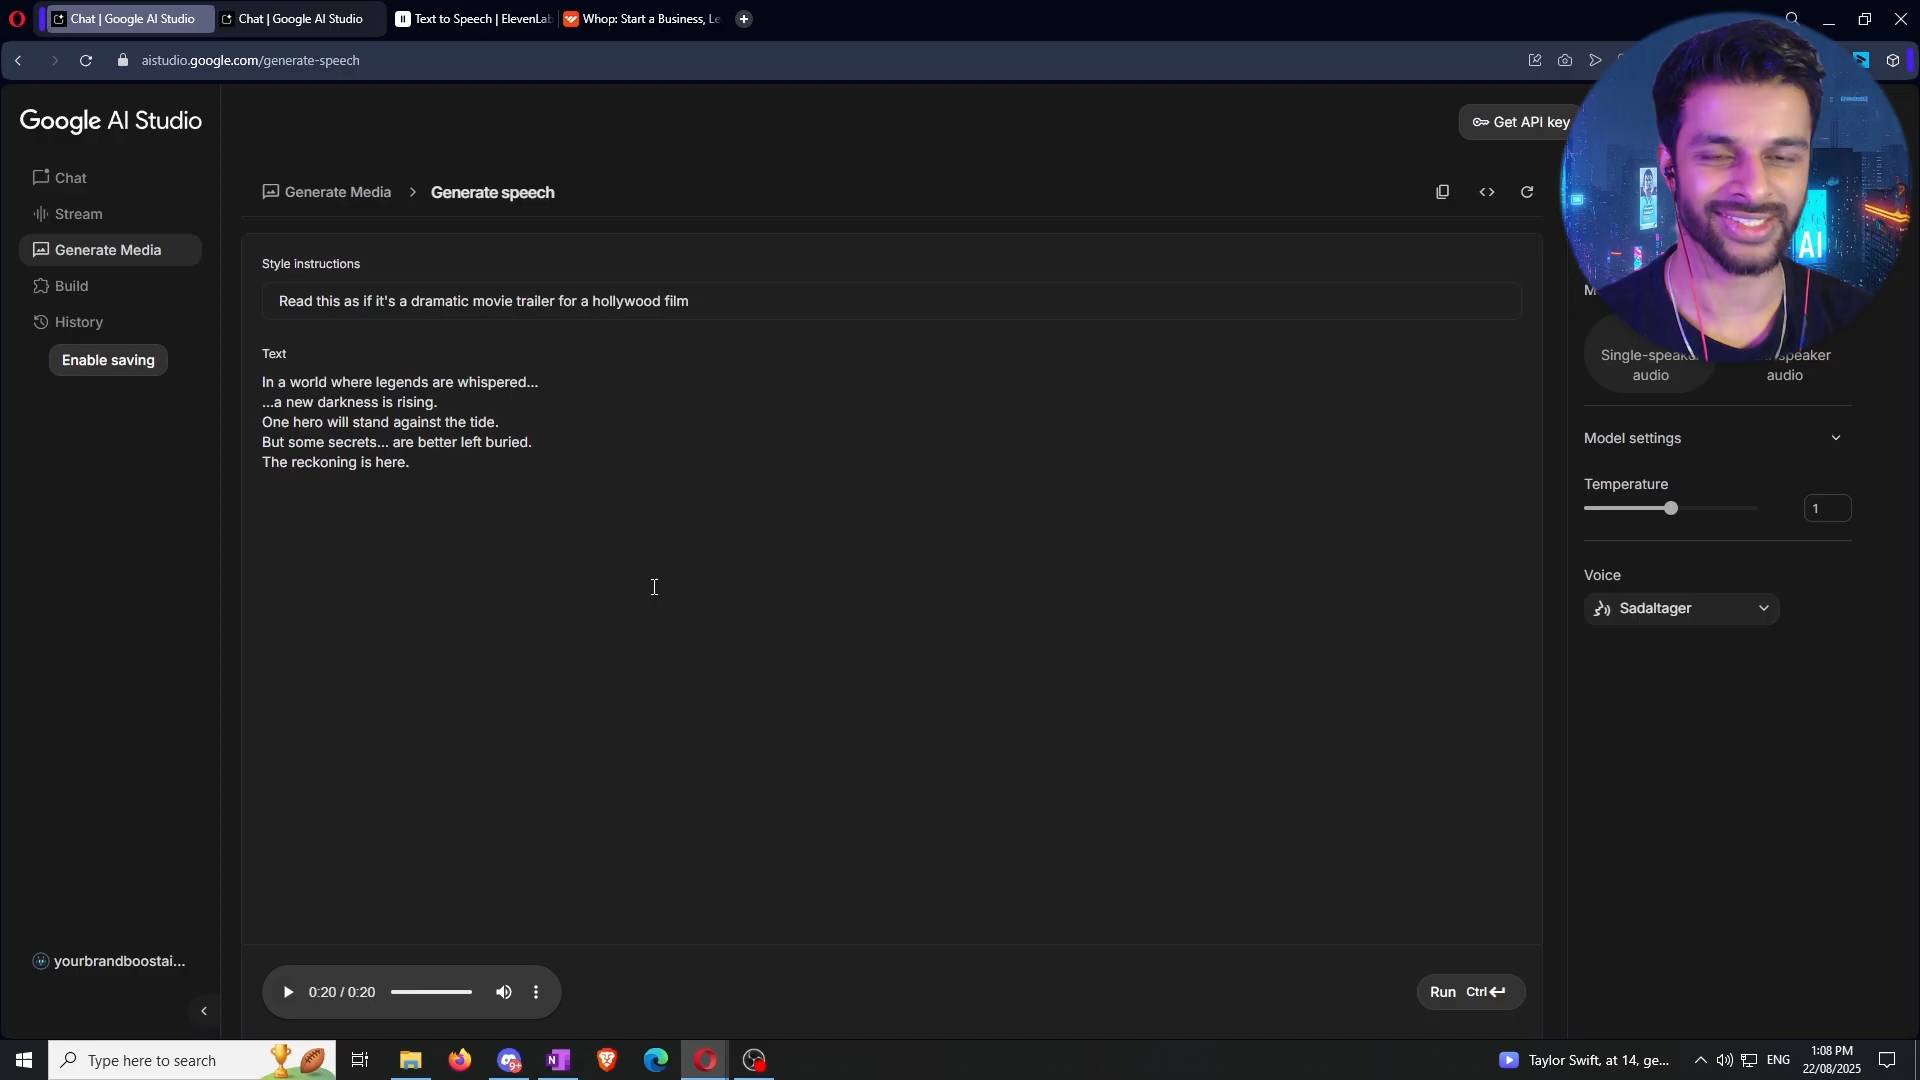 Chat | Google AI Studio
Chat | Google AI Studio
Text to Speech | ElevenLab
Whop: Start a Business, Le
aistudio.google.com/generate-speech
Google AI Studio
Get API key
Chat
Stream
Generate Media
Build
History
Enable saving
Generate Media > Generate speech
Style instructions
Read this as if it's a dramatic movie trailer for a hollywood film
Text
In a world where legends are whispered...
...a new darkness is rising.
One hero will stand against the tide.
But some secrets... are better left buried.
The reckoning is here.
AI
Single-speaker
audio
speaker
audio
Model settings
Temperature
1
Voice
Sadaltager
yourbrandboostai...
0:20 / 0:20
Run Ctrl
Type here to search
9+
Taylor Swift, at 14, ge...
ENG
1:08 PM
22/08/2025